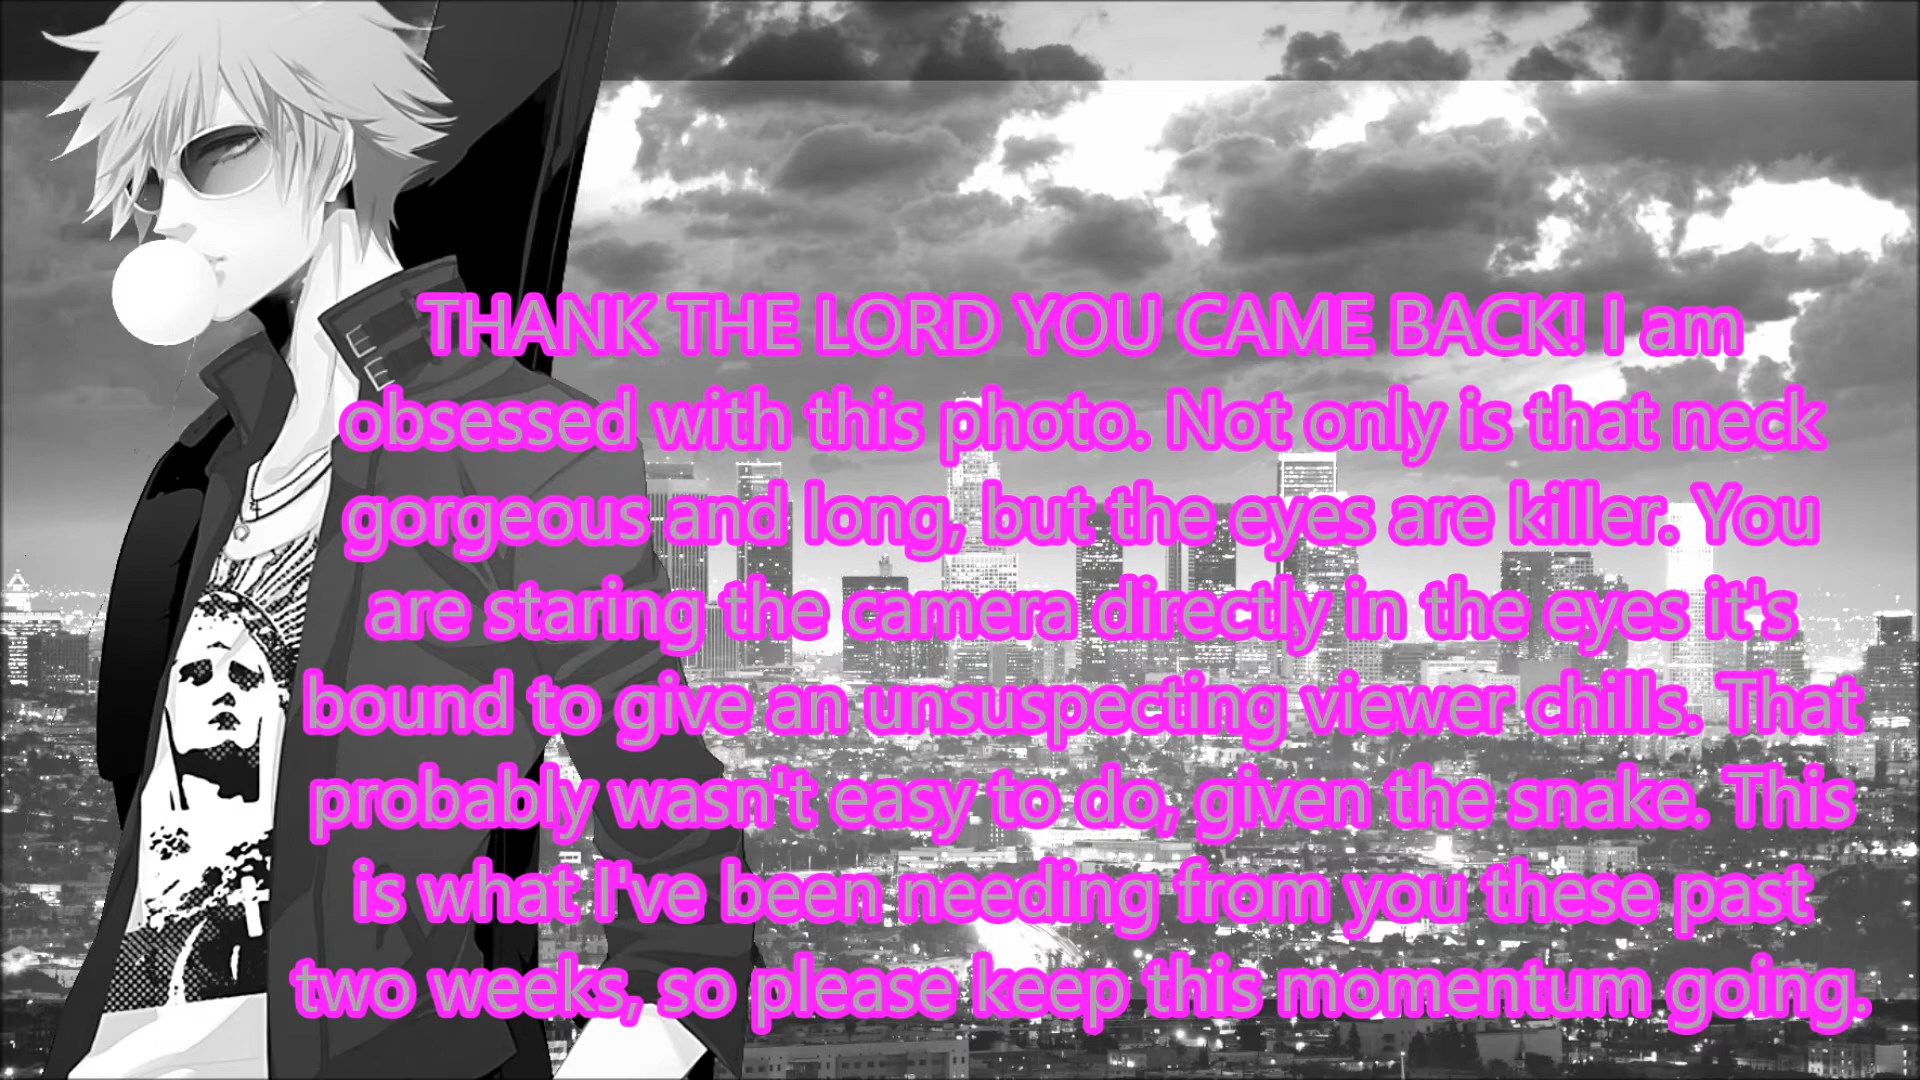 THANK THE LORD YOU CAME BACK! I am
obsessed with this photo. Not only is that neck
gorgeous and long, but the eyes are killer. You
are staring the camera directly in the eyes it's
bound to give an unsuspecting viewer chills. That
probably wasn't easy to do, given the snake. This
is what I've been needing from you these past
two weeks, so please keep this momentum going.